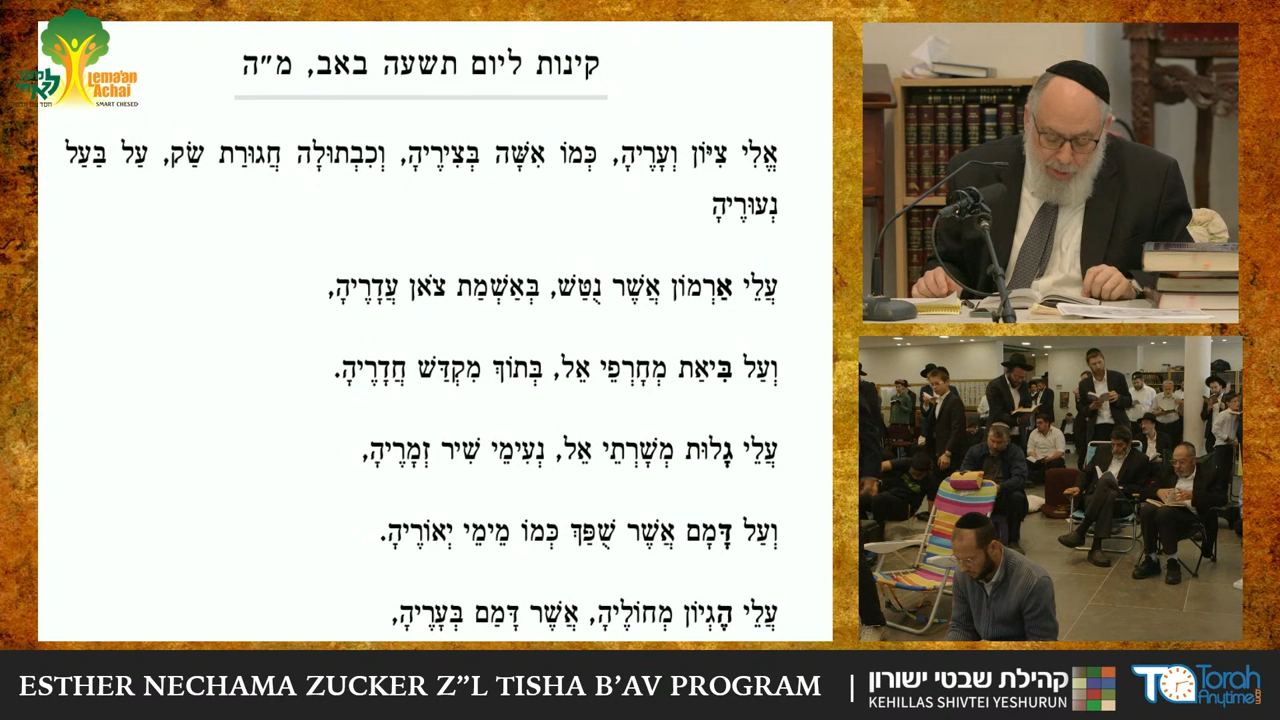 קינות ליום תשעה באב, מ״ה
אֱלִי צִיּוֹן וְעָרֶיהָ, כְּמוֹ אִשָּׁה בְּצִירֶיהָ, וְכִבְתוּלָה חֲגוּרַת שַׂק, עַל בַּעַל
נְעוּרֶיהָ
עֲלֵי אַרְמוֹן אֲשֶׁר נֻטַּשׁ, בְּאַשְׁמַת צֹאן עֲדָרֶיהָ,
וְעַל בִּיאַת מְחָרְפֵי אֵל, בְּתוֹךְ מִקְדַּשׁ חֲדָרֶיהָ.
עֲלֵי גָלוּת מְשָׁרְתֵי אֵל, נְעִימֵי שִׁיר זְמָרֶיהָ,
וְעַל דָּמָם אֲשֶׁר שֻׁפַּךְ כְּמוֹ מֵימֵי יְאוֹרֶיהָ.
עֲלֵי הֶגְיוֹן מְחוֹלֶיהָ, אֲשֶׁר דָּמַם בְּעָרֶיהָ,
Lema'an
Achai
SMART CHESED
ESTHER NECHAMA ZUCKER Z”L TISHA B’AV PROGRAM
|
קהילת שבטי ישורון
KEHILLAS SHIVTEI YESHURUN
Torah
Anytime